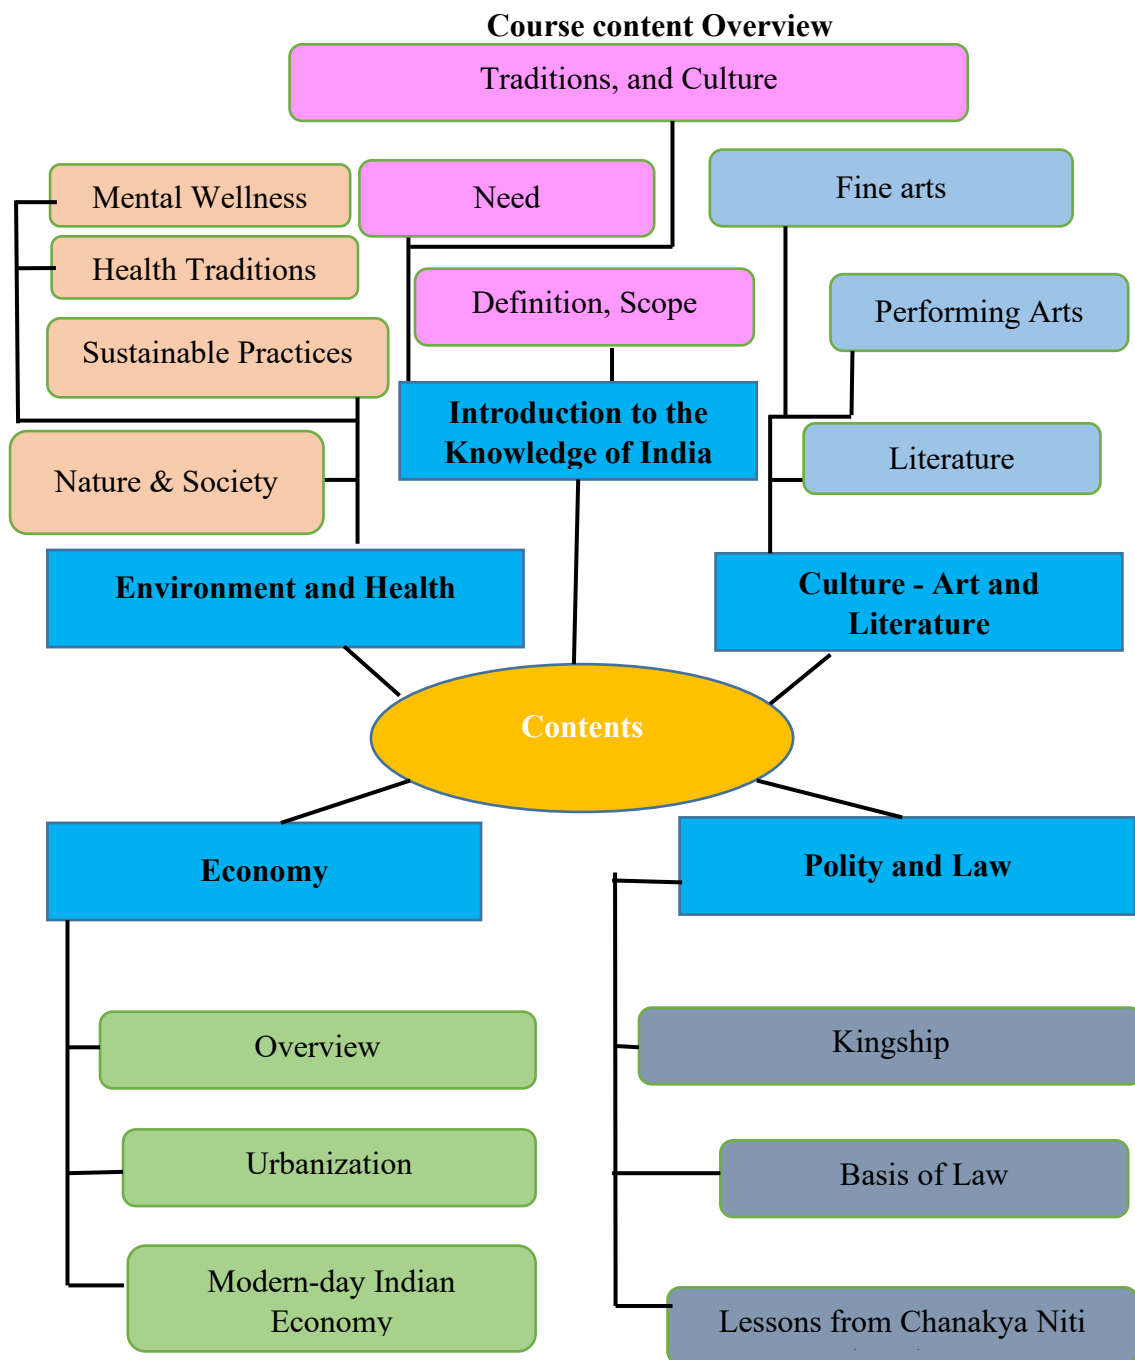 Course content Overview
Traditions, and Culture
Mental Wellness
Need
Fine arts
Health Traditions
Definition, Scope
Performing Arts
Sustainable Practices
Introduction to the
Knowledge of India
Literature
Nature & Society
Environment and Health
Culture - Art and
Literature
Contents
Economy
Polity and Law
Overview
Kingship
Urbanization
Basis of Law
Modern-day Indian
Economy
Lessons from Chanakya Niti